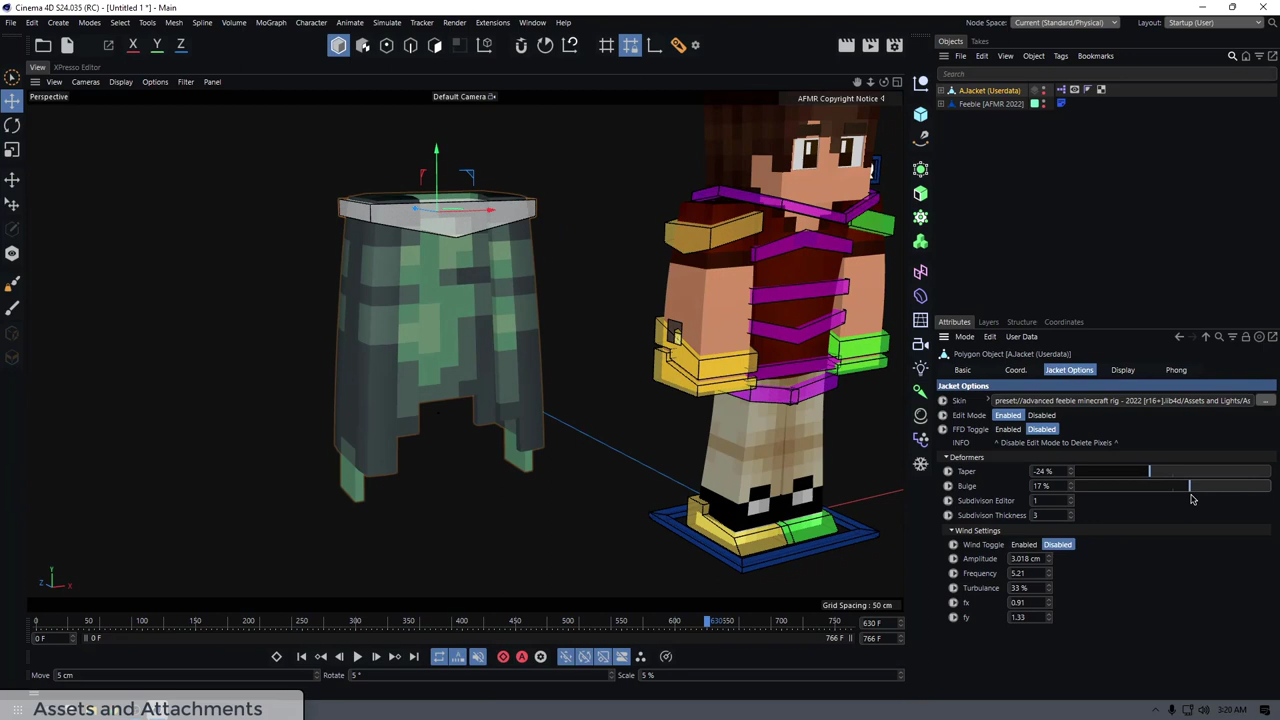 Cinema 4D S24.035 (RC) - [Untitled 1 *] - Main
File Edit Create Modes Select Tools Mesh Spline Volume MoGraph Character Animate Simulate Tracker Render Extensions Window Help
Node Space: Current (Standard/Physical) Layout: Startup (User)
X Y Z
View XPresso Editor
View Cameras Display Options Filter Panel
Perspective Default Camera AFMR Copyright Notice
Objects Takes
File Edit View Object Tags Bookmarks
Search
A.Jacket (Userdata)
Feebie [AFMR 2022]
Attributes Layers Structure Coordinates
Mode Edit User Data
Polygon Object [A.Jacket (Userdata)]
Basic Coord. Jacket Options Display Phong
Jacket Options
Skin preset://advanced feebie minecraft rig - 2022 [r16+].lib4d/Assets and Lights/As ...
Edit Mode Enabled Disabled
FFD Toggle Enabled Disabled
INFO ^ Disable Edit Mode to Delete Pixels ^
Deformers
Taper -24 %
Bulge 17 %
Subdivison Editor 1
Subdivision Thickness 3
Wind Settings
Wind Toggle Enabled Disabled
Amplitude 3.018 cm
Frequency 5.21
Turbulance 33 %
fx 0.91
fy 1.33
Y
Z X
Grid Spacing : 50 cm
0 50 100 150 200 250 300 350 400 450 500 550 600 630 50 700 750 630 F
0 F 0 F 766 F 766 F
Move 5 cm Rotate 5 ° Scale 5 %
Assets and Attachments
3:20 AM